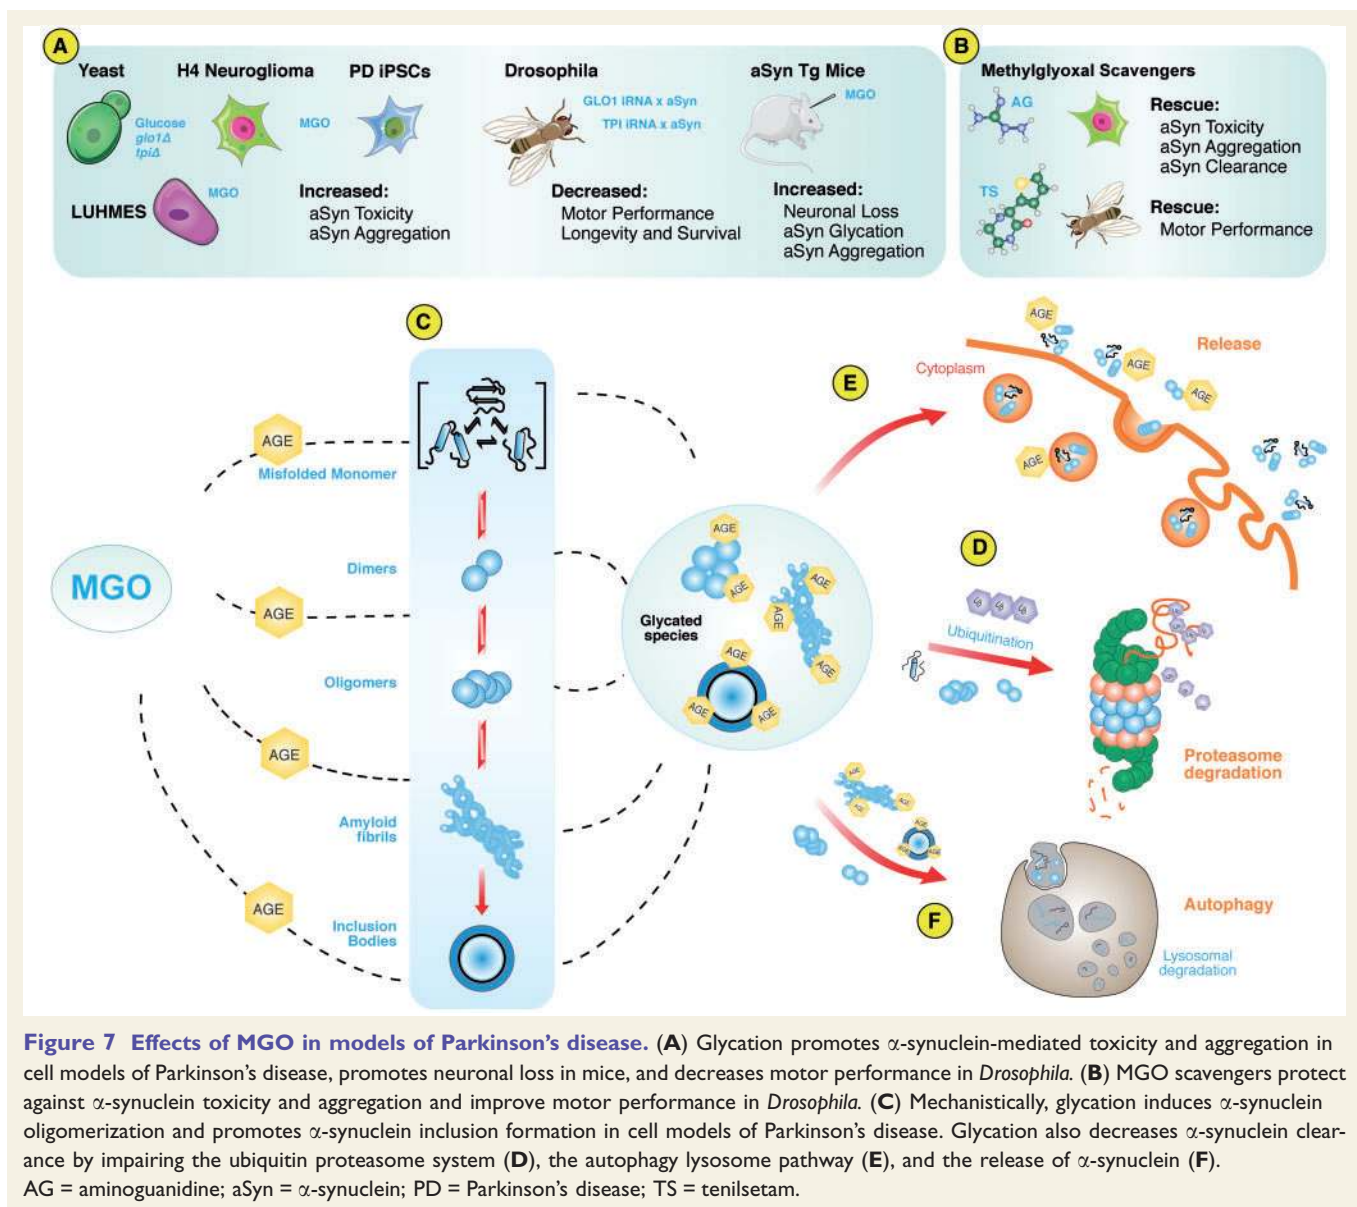 A
Yeast
H4 Neuroglioma
PD iPSCs
Drosophila
aSyn Tg Mice
Glucose
glo1Δ
tpiΔ
MGO
GLO1 iRNA x aSyn
TPI iRNA x aSyn
MGO
LUHMES
MGO
Increased:
aSyn Toxicity
aSyn Aggregation
Decreased:
Motor Performance
Longevity and Survival
Increased:
Neuronal Loss
aSyn Glycation
aSyn Aggregation
B
Methylglyoxal Scavengers
AG
Rescue:
aSyn Toxicity
aSyn Aggregation
aSyn Clearance
TS
Rescue:
Motor Performance
C
MGO
AGE
Misfolded Monomer
AGE
Dimers
Oligomers
AGE
Amyloid
fibrils
AGE
Inclusion
Bodies
Glycated
species
AGE
AGE
AGE
AGE
AGE
AGE
AGE
AGE
E
Cytoplasm
Release
AGE
AGE
AGE
AGE
D
Ubiquitination
Proteasome
degradation
AGE
AGE
AGE
AGE
AGE
AGE
F
Autophagy
Lysosomal
degradation
Figure 7 Effects of MGO in models of Parkinson’s disease. (A) Glycation promotes α-synuclein-mediated toxicity and aggregation in
cell models of Parkinson’s disease, promotes neuronal loss in mice, and decreases motor performance in Drosophila. (B) MGO scavengers protect
against α-synuclein toxicity and aggregation and improve motor performance in Drosophila. (C) Mechanistically, glycation induces α-synuclein
oligomerization and promotes α-synuclein inclusion formation in cell models of Parkinson’s disease. Glycation also decreases α-synuclein clear-
ance by impairing the ubiquitin proteasome system (D), the autophagy lysosome pathway (E), and the release of α-synuclein (F).
AG = aminoguanidine; aSyn = α-synuclein; PD = Parkinson’s disease; TS = tenilsetam.